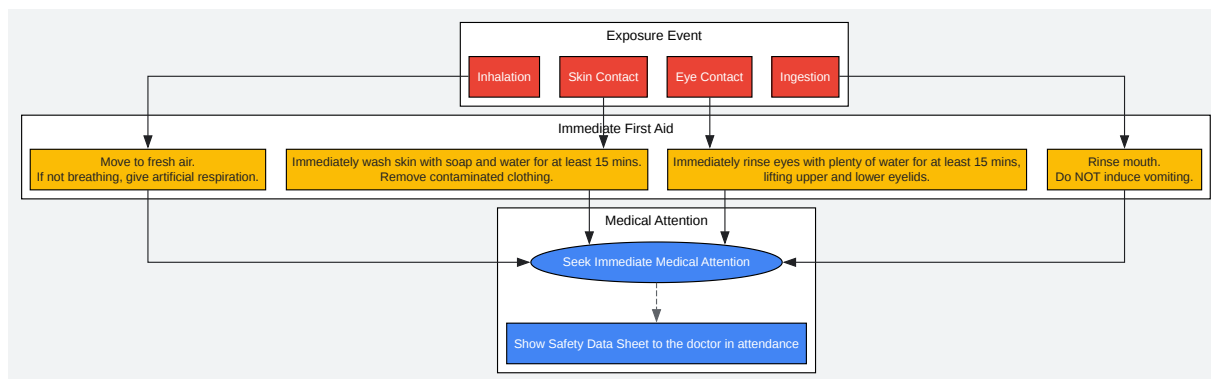 Exposure Event
Inhalation
Skin Contact
Eye Contact
Ingestion
Immediate First Aid
Move to fresh air.
If not breathing, give artificial respiration.
Immediately wash skin with soap and water for at least 15 mins.
Remove contaminated clothing.
Immediately rinse eyes with plenty of water for at least 15 mins,
lifting upper and lower eyelids.
Rinse mouth.
Do NOT induce vomiting.
Medical Attention
Seek Immediate Medical Attention
Show Safety Data Sheet to the doctor in attendance